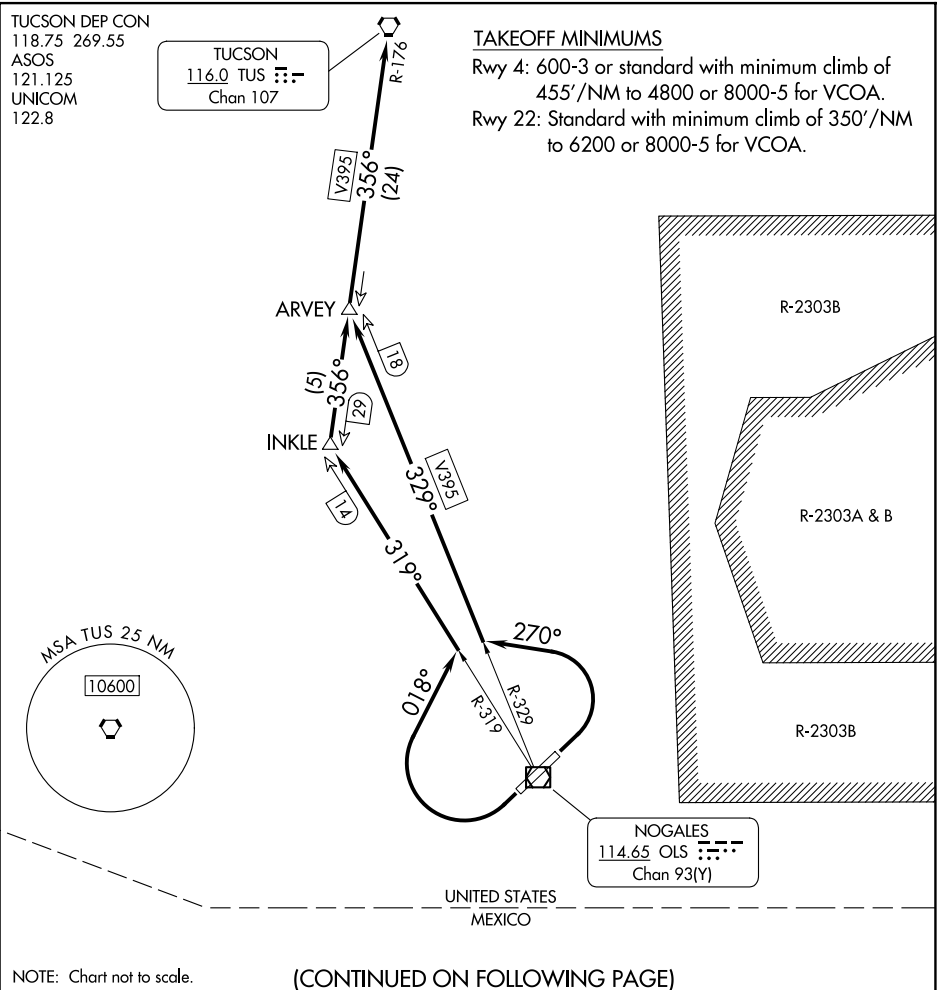 TUCSON DEP CON
118.75 269.55
ASOS
121.125
UNICOM
122.8
TUCSON
116.0 TUS
Chan 107
R-176
TAKEOFF MINIMUMS
Rwy 4: 600-3 or standard with minimum climb of
455'/NM to 4800 or 8000-5 for VCOA.
Rwy 22: Standard with minimum climb of 350'/NM
to 6200 or 8000-5 for VCOA.
V395
356°
(24)
ARVEY
R-2303B
18
(5)
356°
29
INKLE
V395
329°
14
R-2303A & B
319°
MSA TUS 25 NM
10600
270°
018°
R-319
R-329
R-2303B
NOGALES
114.65 OLS
Chan 93(Y)
UNITED STATES
MEXICO
NOTE: Chart not to scale.
(CONTINUED ON FOLLOWING PAGE)